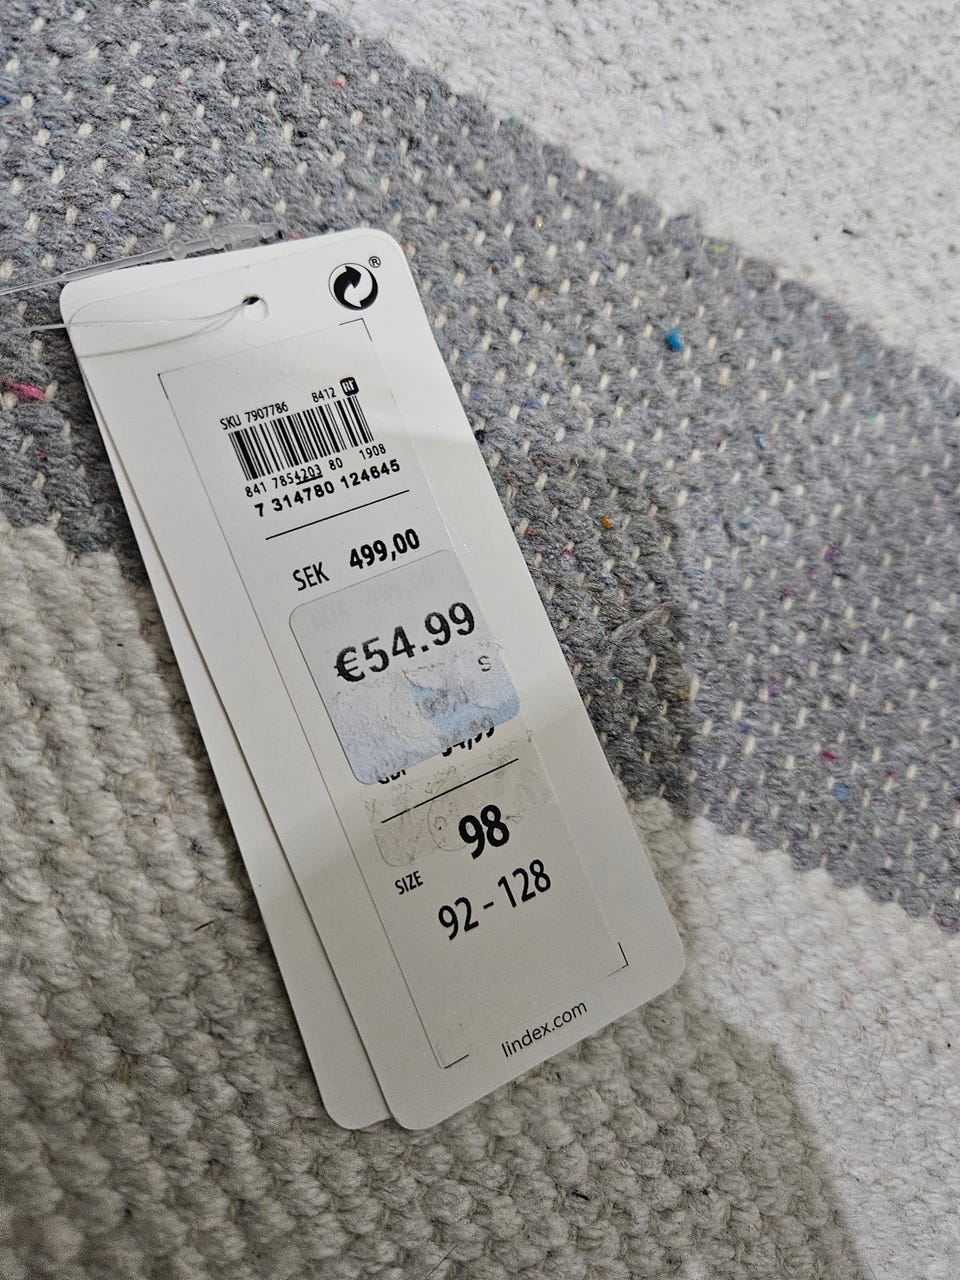 ®
SKU 7907786 8412 RF
841 7854203 80 1908
7 314780 124645
SEK 499,00
€54.99
S
98
SIZE
92 - 128
lindex.com